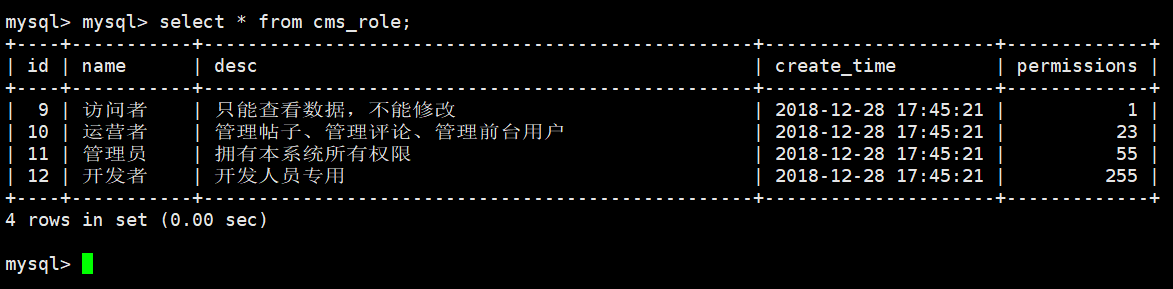 mysql> mysql> select * from cms_role;
+----+-----------+--------------------------------------------------+---------------------+-------------+
| id | name      | desc                                             | create_time         | permissions |
+----+-----------+--------------------------------------------------+---------------------+-------------+
|  9 | 访问者    | 只能查看数据，不能修改                           | 2018-12-28 17:45:21 |           1 |
| 10 | 运营者    | 管理帖子、管理评论、管理前台用户                 | 2018-12-28 17:45:21 |          23 |
| 11 | 管理员    | 拥有本系统所有权限                               | 2018-12-28 17:45:21 |          55 |
| 12 | 开发者    | 开发人员专用                                     | 2018-12-28 17:45:21 |         255 |
+----+-----------+--------------------------------------------------+---------------------+-------------+
4 rows in set (0.00 sec)
mysql>